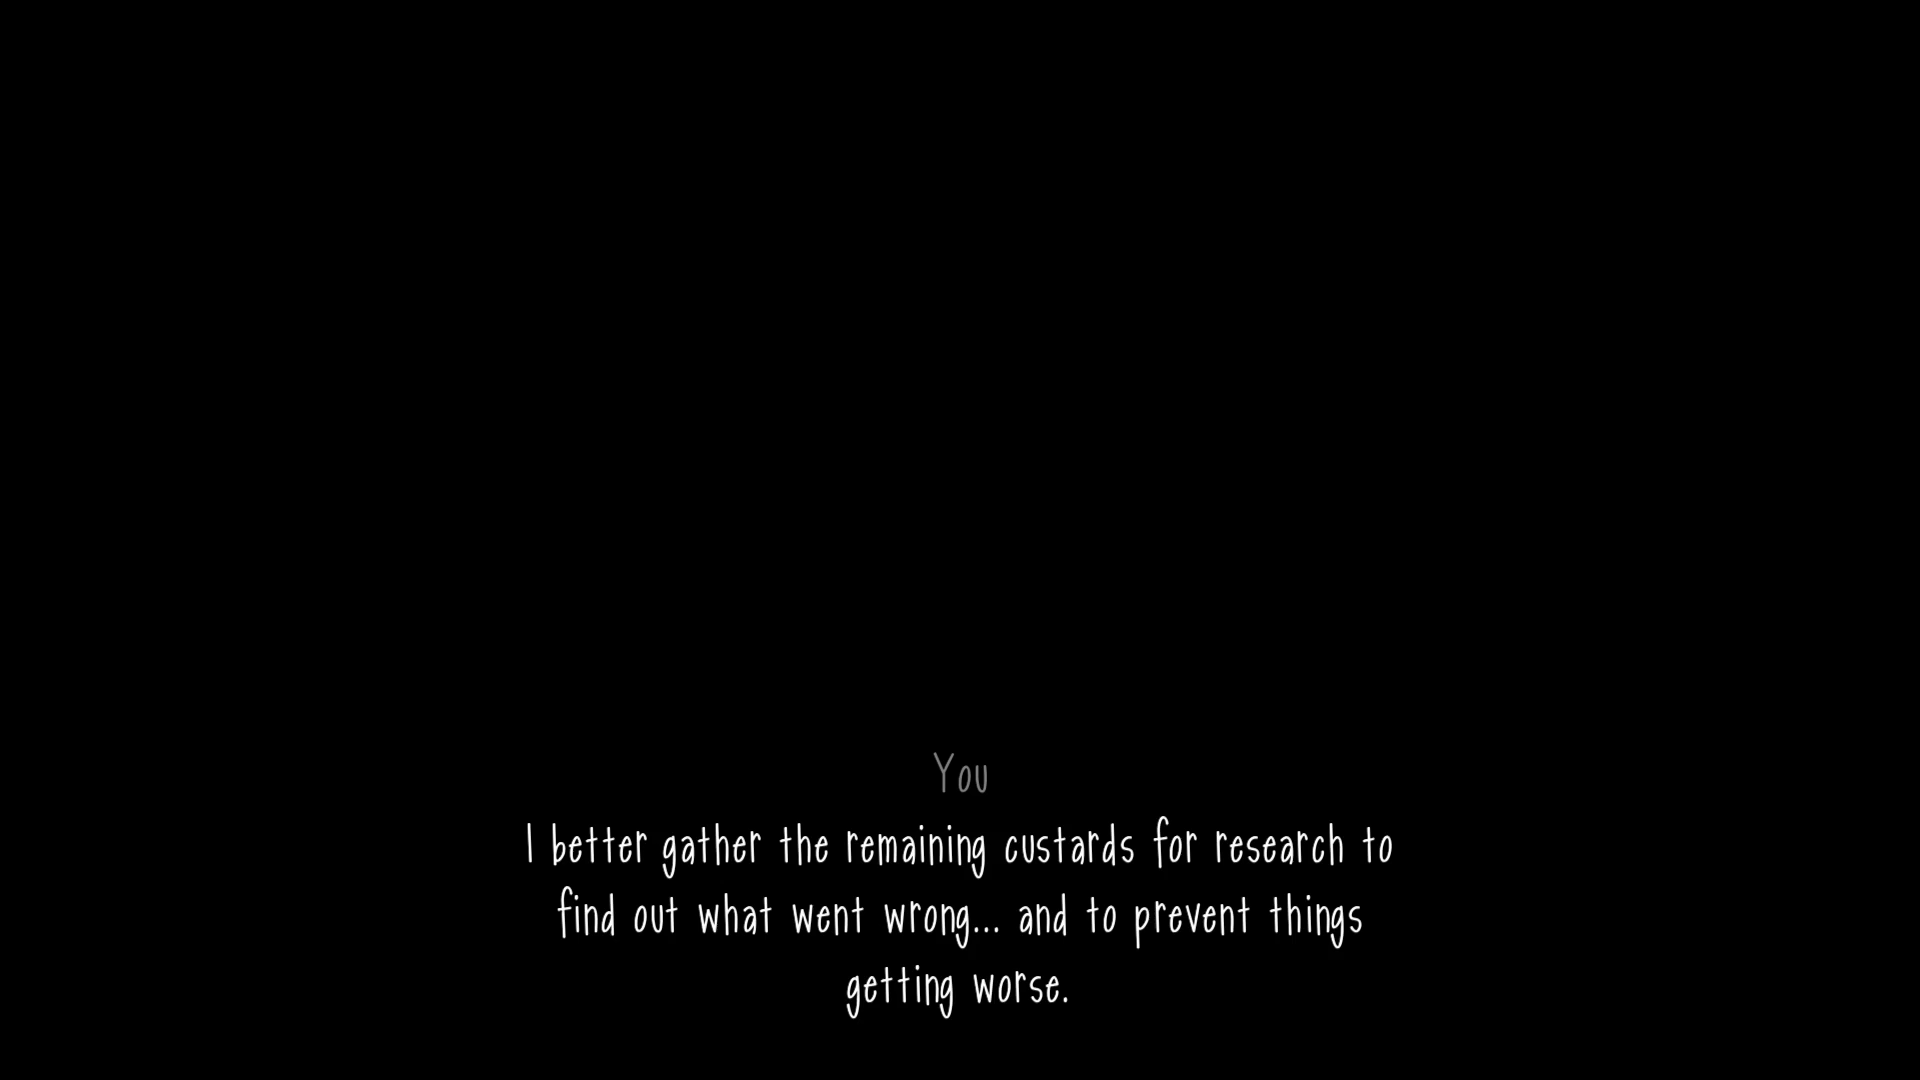 You
I better gather the remaining custards for research to
find out what went wrong... and to prevent things
getting worse.